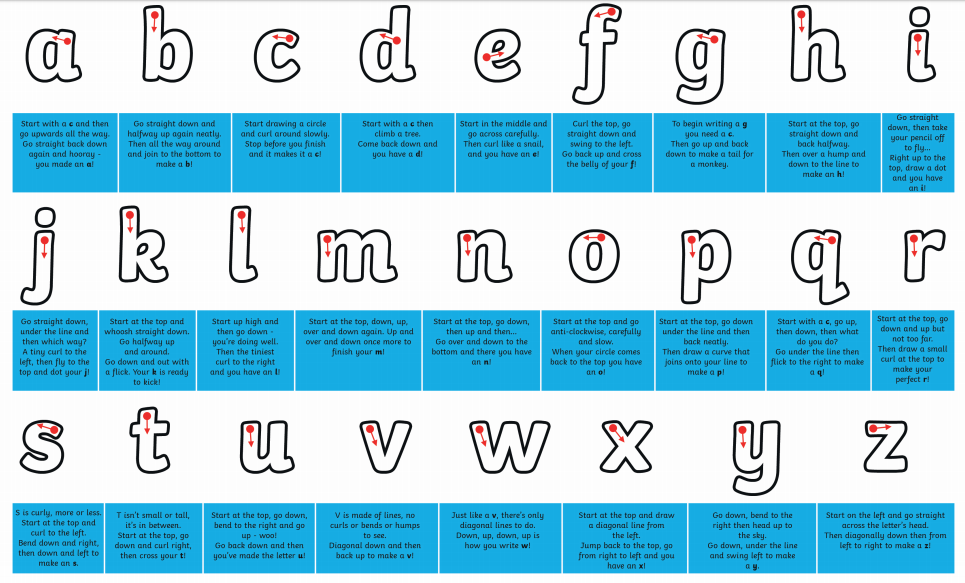 a b c d e f g h i
Start with a c and then
go upwards all the way.
Go straight back down
again and hooray -
you made an a!
Go straight down and
halfway up again neatly.
Then all the way around
and join to the bottom to
make a b!
Start drawing a circle
and curl around slowly.
Stop before you finish
and it makes it a c!
Start with a c then
climb a tree.
Come back down and
you have a d!
Start in the middle and
go across carefully.
Then curl like a snail,
and you have an e!
Curl the top, go
straight down and
swing to the left.
Go back up and cross
the belly of your f!
To begin writing a g
you need a c.
Then go up and back
down to make a tail for
a monkey.
Start at the top, go
straight down and
back halfway.
Then over a hump and
down to the line to
make an h!
Go straight
down, then take
your pencil off
to fly...
Right up to the
top, draw a dot
and you have
an i!
j k l m n o p q r
Go straight down,
under the line and
then which way?
A tiny curl to the
left, then fly to the
top and dot your j!
Start at the top and
whoosh straight down.
Go halfway up
and around.
Go down and out with
a flick. Your k is ready
to kick!
Start up high and
then go down -
you're doing well.
Then the tiniest
curl to the right
and you have an l!
Start at the top, down, up,
over and down again. Up and
over and down once more to
finish your m!
Start at the top, go down,
then up and then...
Go over and down to the
bottom and there you have
an n!
Start at the top and go
anti-clockwise, carefully
and slow.
When your circle comes
back to the top you have
an o!
Start at the top, go down
under the line and then
back neatly.
Then draw a curve that
joins onto your line to
make a p!
Start with a c, go up,
then down, then what
do you do?
Go under the line then
flick to the right to make
a q!
Start at the top, go
down and up but
not too far.
Then draw a small
curl at the top to
make your
perfect r!
s t u v w x y z
S is curly, more or less.
Start at the top and
curl to the left.
Bend down and right,
then down and left to
make an s.
T isn't small or tall,
it's in between.
Start at the top, go
down and curl right,
then cross your t!
Start at the top, go down,
bend to the right and go
up - woo!
Go back down and then
you've made the letter u!
V is made of lines, no
curls or bends or humps
to see.
Diagonal down and then
back up to make a v!
Just like a v, there's only
diagonal lines to do.
Down, up, down, up is
how you write w!
Start at the top and draw
a diagonal line from
the left.
Jump back to the top, go
from right to left and you
have an x!
Go down, bend to the
right then head up to
the sky.
Go down, under the line
and swing left to make
a y.
Start on the left and go straight
across the letter's head.
Then diagonally down then from
left to right to make a z!